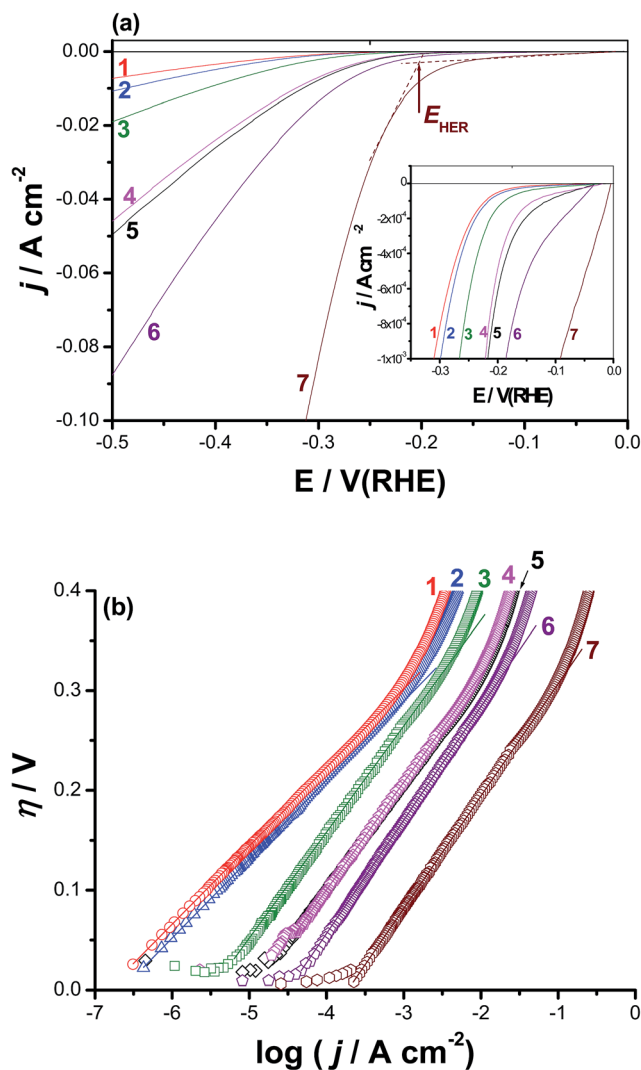 (a)
0.00
-0.02
-0.04
-0.06
-0.08
-0.10
j / A cm-2
1
2
3
4
5
6
7
EHER
0
-2x10-4
-4x10-4
-6x10-4
-8x10-4
-1x10-3
j / A cm-2
1 2 3 4 5 6 7
-0.3 -0.2 -0.1 0.0
E / V(RHE)
-0.5 -0.4 -0.3 -0.2 -0.1 0.0
E / V(RHE)
(b)
0.4
0.3
0.2
0.1
0.0
η / V
1 2 3 4 5
6
7
-7 -6 -5 -4 -3 -2 -1 0
log ( j / A cm-2)